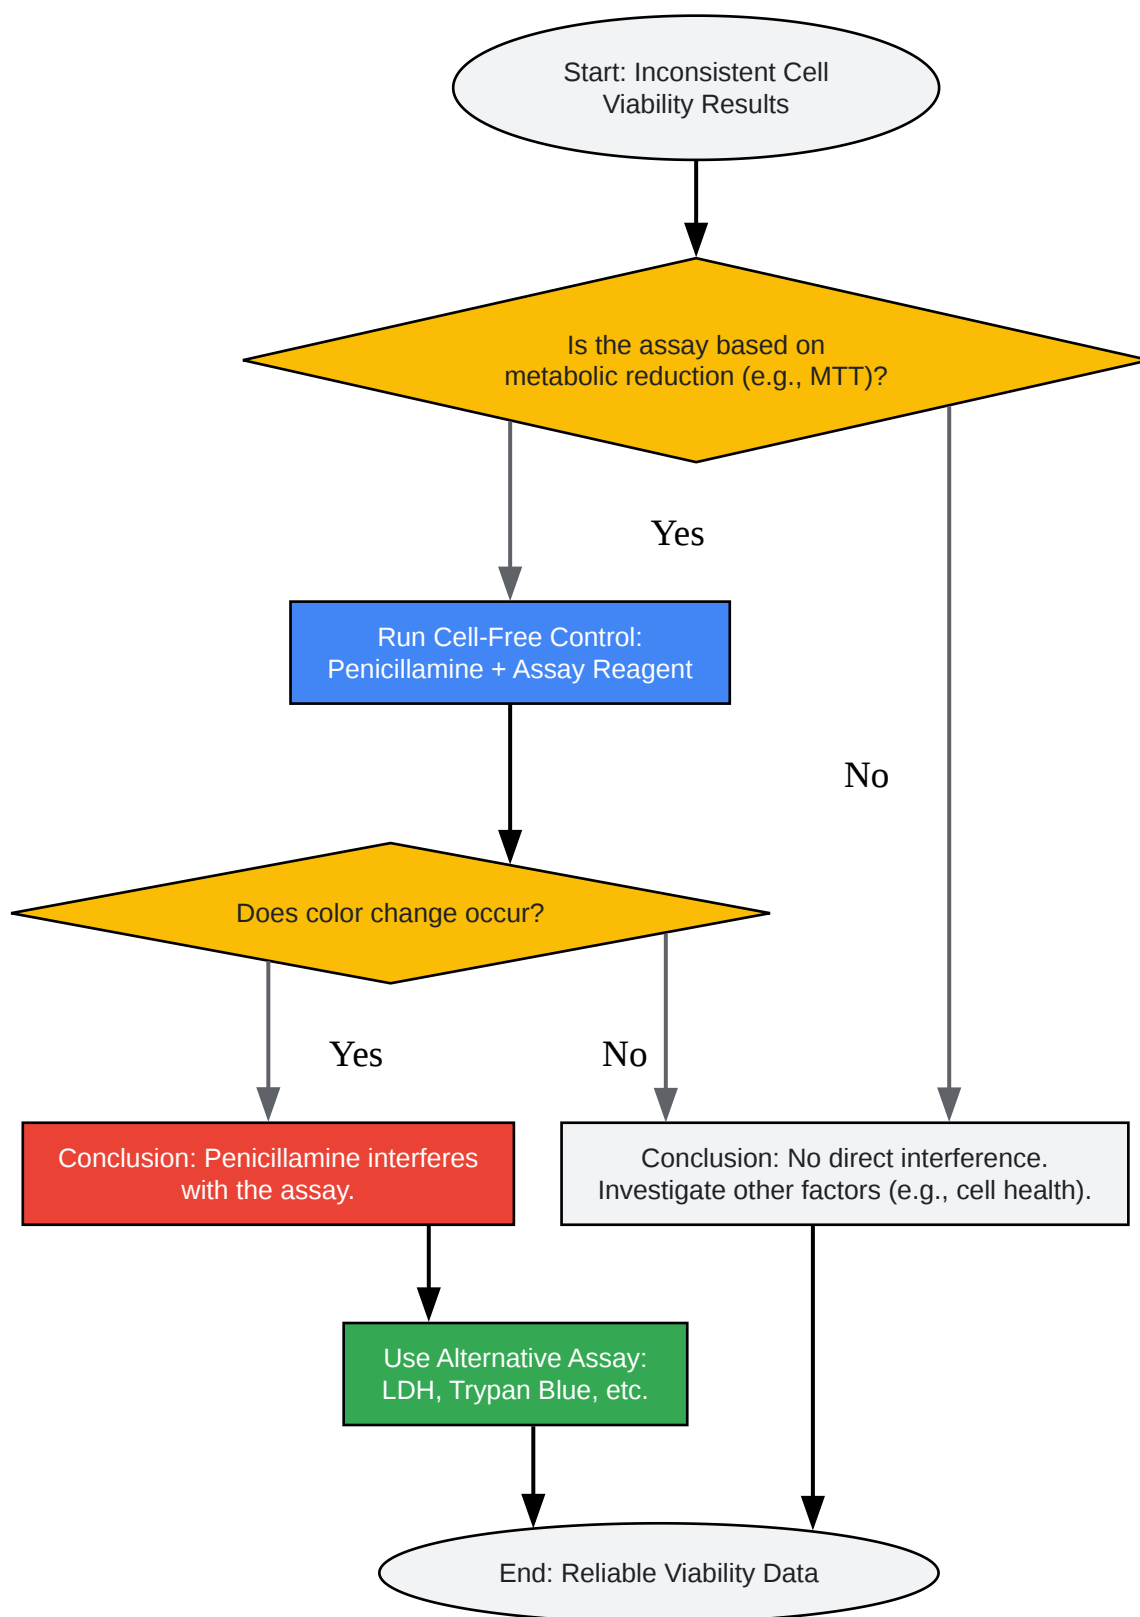 Start: Inconsistent Cell
Viability Results
Is the assay based on
metabolic reduction (e.g., MTT)?
Yes
Run Cell-Free Control:
Penicillamine + Assay Reagent
No
Does color change occur?
Yes
No
Conclusion: Penicillamine interferes
with the assay.
Conclusion: No direct interference.
Investigate other factors (e.g., cell health).
Use Alternative Assay:
LDH, Trypan Blue, etc.
End: Reliable Viability Data